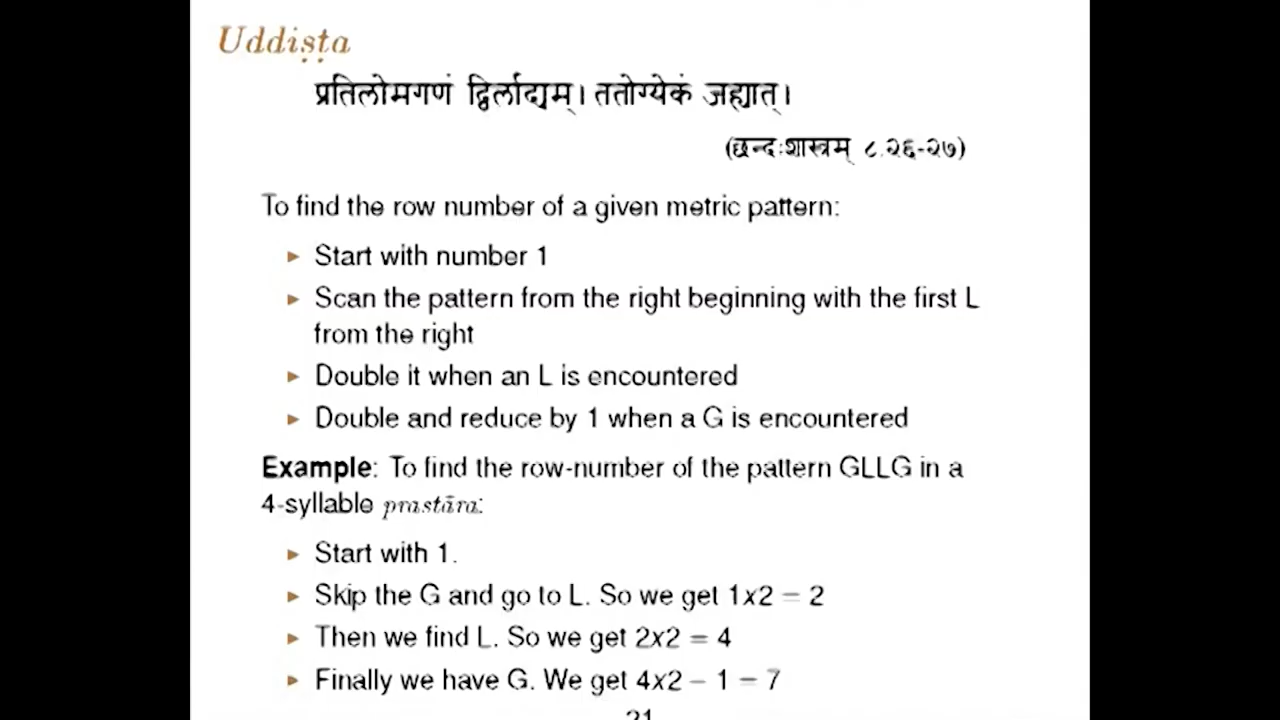 Uddiṣṭa
प्रतिलोमगणं द्विर्लाद्यम्। ततोग्येकं जह्यात्।
(छन्दःशास्त्रम् ८.२६-२७)
To find the row number of a given metric pattern:
▸ Start with number 1
▸ Scan the pattern from the right beginning with the first L
from the right
▸ Double it when an L is encountered
▸ Double and reduce by 1 when a G is encountered
Example: To find the row-number of the pattern GLLG in a
4-syllable prastāra:
▸ Start with 1.
▸ Skip the G and go to L. So we get 1x2 = 2
▸ Then we find L. So we get 2x2 = 4
▸ Finally we have G. We get 4x2 − 1 = 7